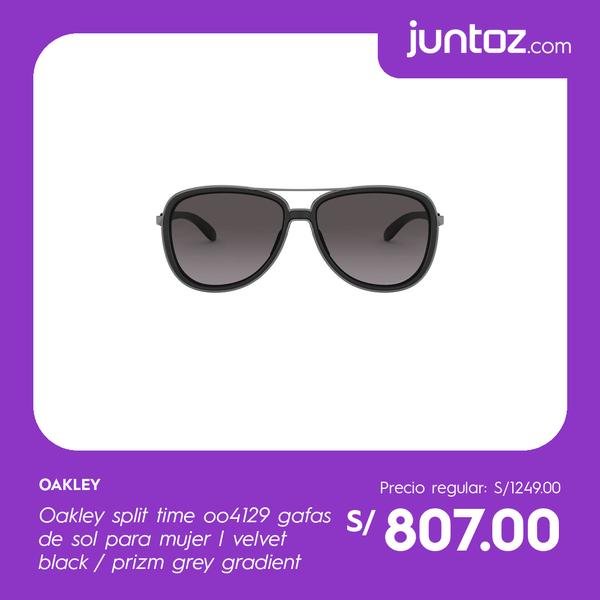 juntoz.com
OAKLEY
Oakley split time oo4129 gafas
de sol para mujer | velvet
black / prizm grey gradient
Precio regular: S/1249.00
S/ 807.00